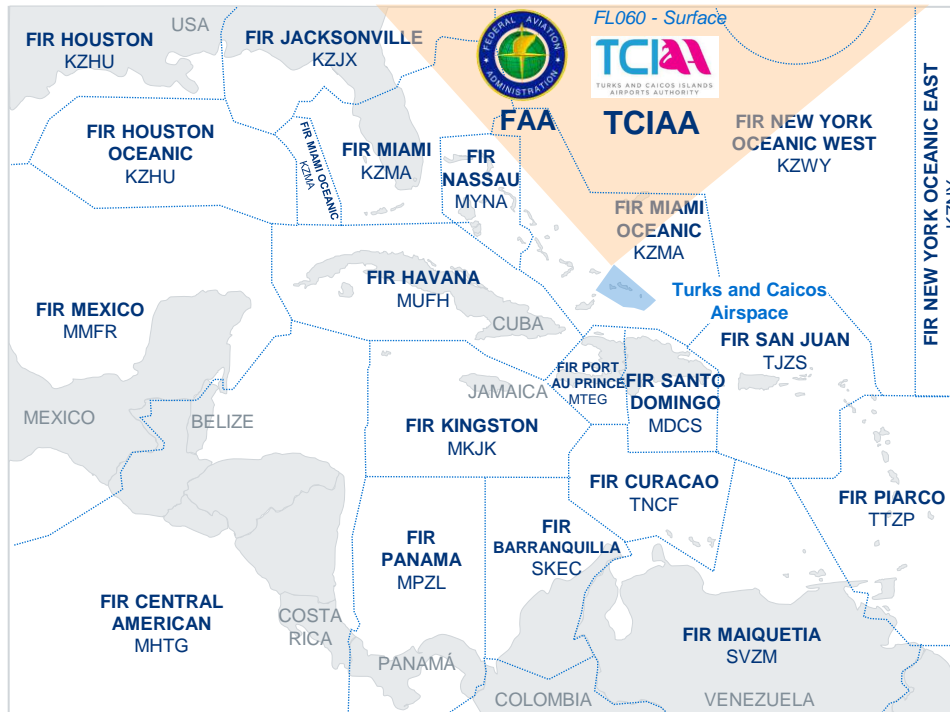 USA
FIR HOUSTON
KZHU
FIR JACKSONVILLE
KZJX
FL060 - Surface
FEDERAL AVIATION
ADMINISTRATION
FAA
TCIAA
TURKS AND CAICOS ISLANDS
AIRPORTS AUTHORITY
TCIAA
FIR NEW YORK
OCEANIC WEST
KZWY
FIR NEW YORK OCEANIC EAST
KZNY
FIR HOUSTON
OCEANIC
KZHU
FIR MIAMI OCEANIC
KZMA
FIR MIAMI
KZMA
FIR
NASSAU
MYNA
FIR MIAMI
OCEANIC
KZMA
FIR HAVANA
MUFH
CUBA
Turks and Caicos
Airspace
FIR MEXICO
MMFR
FIR SAN JUAN
TJZS
FIR PORT
AU PRINCE
MTEG
FIR SANTO
DOMINGO
MDCS
MEXICO
BELIZE
JAMAICA
FIR KINGSTON
MKJK
FIR CURACAO
TNCF
FIR PIARCO
TTZP
FIR
PANAMA
MPZL
FIR
BARRANQUILLA
SKEC
FIR CENTRAL
AMERICAN
MHTG
COSTA
RICA
PANAMÁ
FIR MAIQUETIA
SVZM
COLOMBIA
VENEZUELA